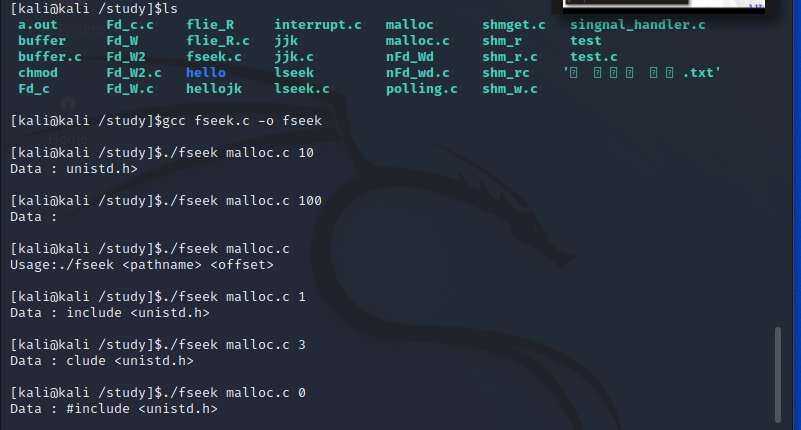 [kali@kali /study]$ls
a.out Fd_c.c flie_R interrupt.c malloc shmget.c singnal_handler.c
buffer Fd_W flie_R.c jjk malloc.c shm_r test
buffer.c Fd_W2 fseek.c jjk.c nFd_Wd shm_r.c test.c
chmod Fd_W2.c hello lseek nFd_wd.c shm_rc ' .txt'
Fd_c Fd_W.c hellojk lseek.c polling.c shm_w.c
[kali@kali /study]$gcc fseek.c -o fseek
[kali@kali /study]$./fseek malloc.c 10
Data : unistd.h>
[kali@kali /study]$./fseek malloc.c 100
Data :
[kali@kali /study]$./fseek malloc.c
Usage:./fseek <pathname> <offset>
[kali@kali /study]$./fseek malloc.c 1
Data : include <unistd.h>
[kali@kali /study]$./fseek malloc.c 3
Data : clude <unistd.h>
[kali@kali /study]$./fseek malloc.c 0
Data : #include <unistd.h>